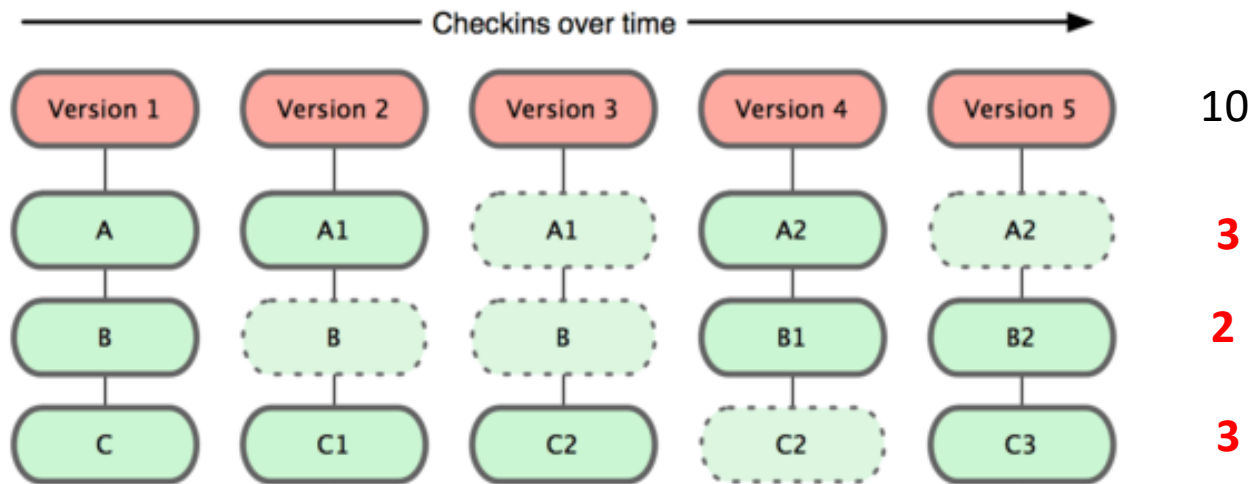 Checkins over time
Version 1 Version 2 Version 3 Version 4 Version 5 10
A A1 A1 A2 A2 3
B B B B1 B2 2
C C1 C2 C2 C3 3